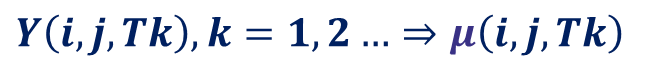 Y(i,j,Tk),k = 1,2 … ⇒ μ(i,j,Tk)